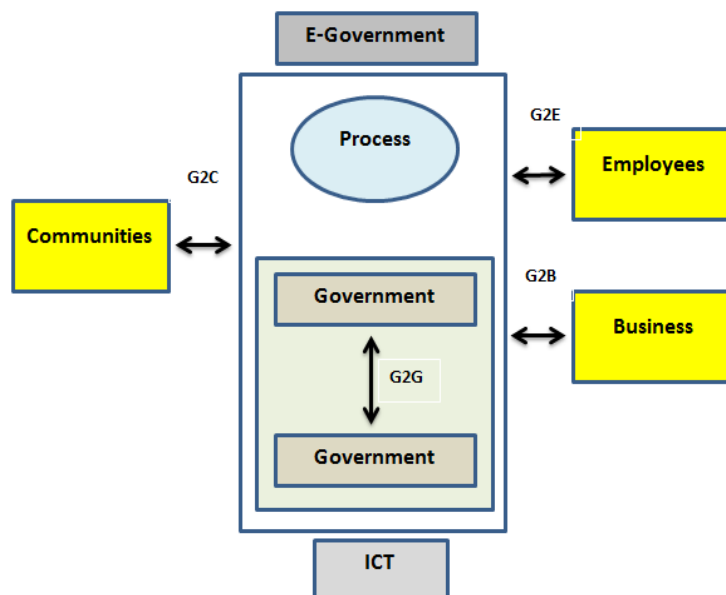 E-Government
Process
G2E
Employees
G2C
Communities
Government
G2B
Business
G2G
Government
ICT